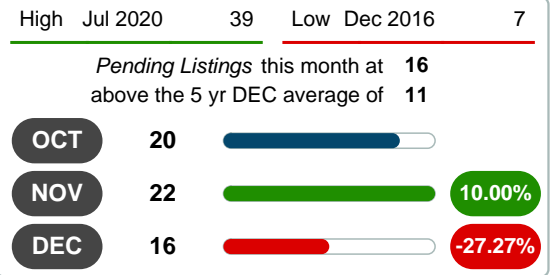 High Jul 2020 39 Low Dec 2016 7
Pending Listings this month at 16
above the 5 yr DEC average of 11
OCT 20
NOV 22 10.00%
DEC 16 -27.27%